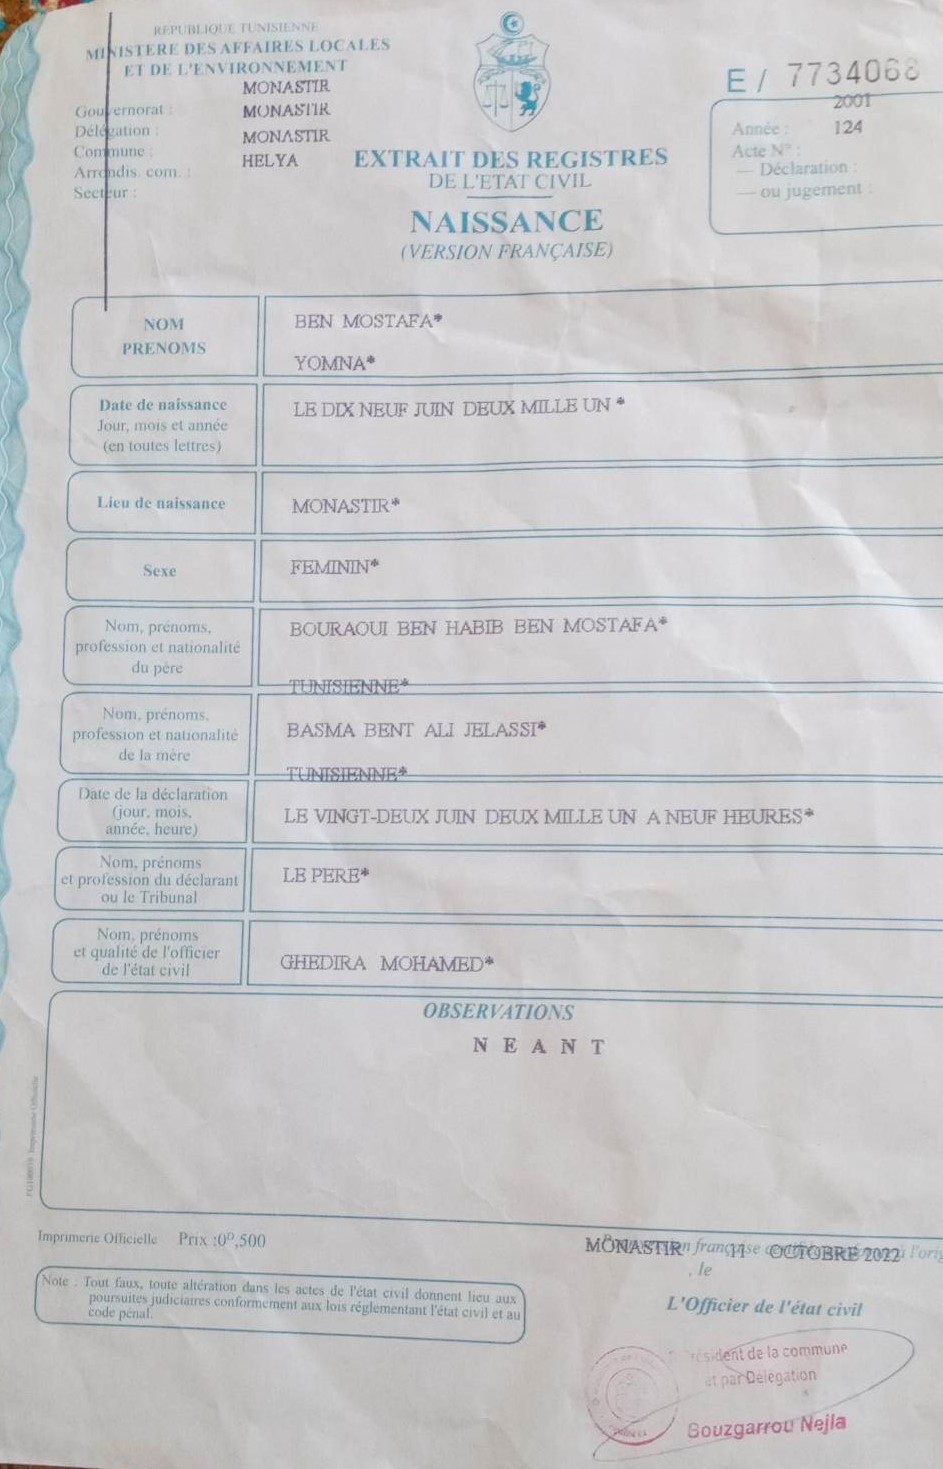 REPUBLIQUE TUNISIENNE
MINISTERE DES AFFAIRES LOCALES
ET DE L'ENVIRONNEMENT
MONASTIR
Gouvernorat : MONASTIR
Délégation : MONASTIR
Commune : HELYA
Arrondis. com. :
Secteur :
E / 7734068
2001
Année : 124
Acte N° :
— Déclaration :
— ou jugement :
EXTRAIT DES REGISTRES
DE L'ETAT CIVIL
NAISSANCE
(VERSION FRANÇAISE)
NOM
PRENOMS
BEN MOSTAFA*
YOMNA*
Date de naissance
Jour, mois et année
(en toutes lettres)
LE DIX NEUF JUIN DEUX MILLE UN *
Lieu de naissance
MONASTIR*
Sexe
FEMININ*
Nom, prénoms,
profession et nationalité
du père
BOURAOUI BEN HABIB BEN MOSTAFA*
TUNISIENNE*
Nom, prénoms,
profession et nationalité
de la mère
BASMA BENT ALI JELASSI*
TUNISIENNE*
Date de la déclaration
(jour, mois,
année, heure)
LE VINGT-DEUX JUIN DEUX MILLE UN A NEUF HEURES*
Nom, prénoms
et profession du déclarant
ou le Tribunal
LE PERE*
Nom, prénoms
et qualité de l'officier
de l'état civil
GHEDIRA MOHAMED*
OBSERVATIONS
N E A N T
Imprimerie Officielle Prix :0ᴰ,500
MONASTIR française 11 OCTOBRE 2022 à l'orig
, le
Note : Tout faux, toute altération dans les actes de l'état civil donnent lieu aux
poursuites judiciaires conformement aux lois réglementant l'état civil et au
code pénal.
L'Officier de l'état civil
Président de la commune
et par Délégation
Bouzgarrou Nejla